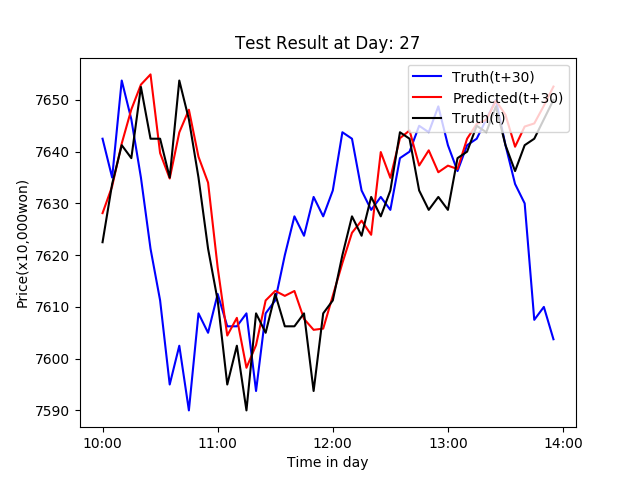 Test Result at Day: 27
Truth(t+30)
Predicted(t+30)
Truth(t)
Price(x10,000won)
7650
7640
7630
7620
7610
7600
7590
10:00 11:00 12:00 13:00 14:00
Time in day